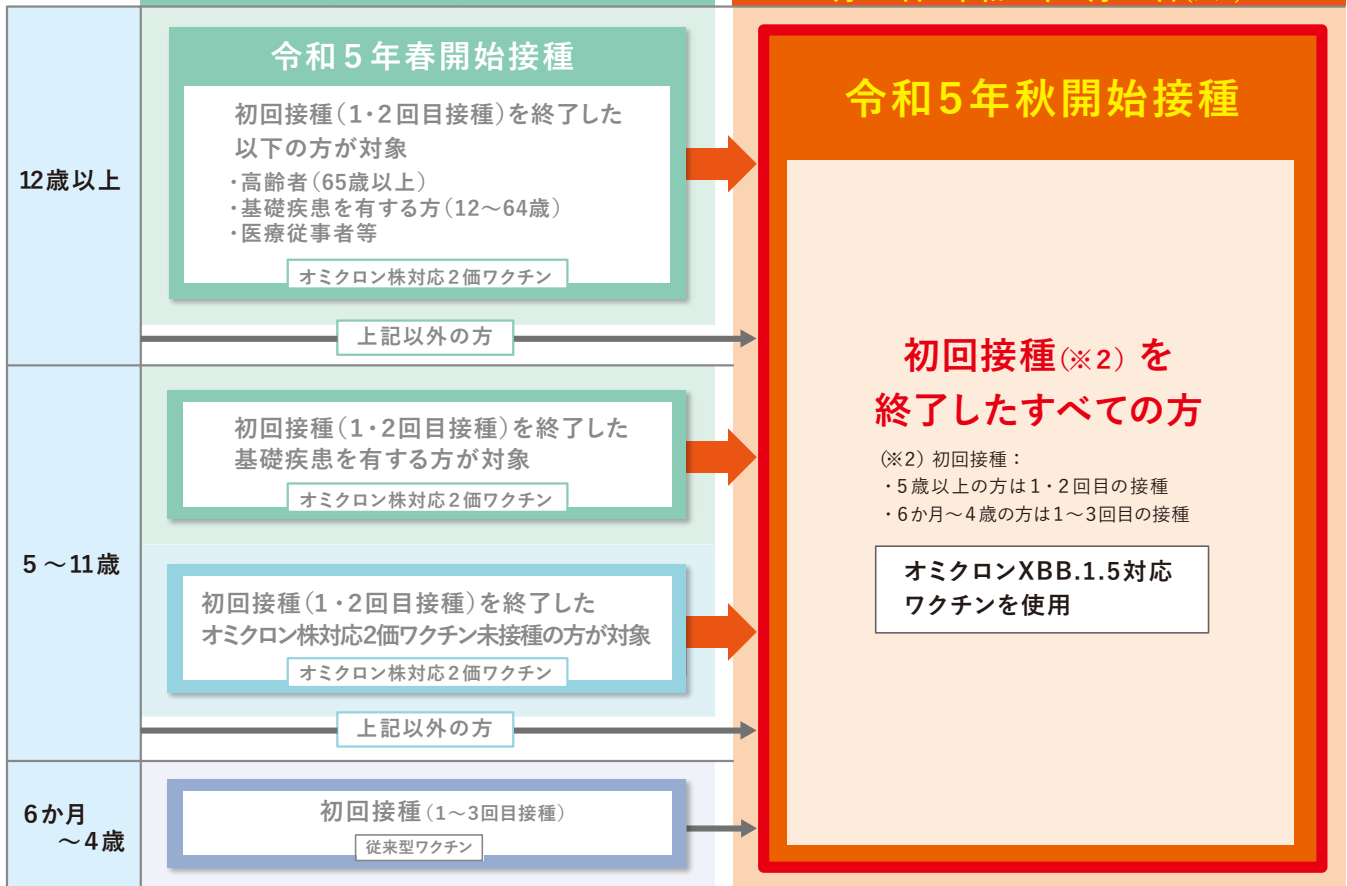 12歳以上
令和5年春開始接種
初回接種(1・2回目接種)を終了した
以下の方が対象
・高齢者(65歳以上)
・基礎疾患を有する方(12~64歳)
・医療従事者等
オミクロン株対応2価ワクチン
上記以外の方
5~11歳
初回接種(1・2回目接種)を終了した
基礎疾患を有する方が対象
オミクロン株対応2価ワクチン
初回接種(1・2回目接種)を終了した
オミクロン株対応2価ワクチン未接種の方が対象
オミクロン株対応2価ワクチン
上記以外の方
6か月
~4歳
初回接種(1~3回目接種)
従来型ワクチン
令和5年秋開始接種
初回接種(※2)を
終了したすべての方
(※2)初回接種:
・5歳以上の方は1・2回目の接種
・6か月~4歳の方は1~3回目の接種
オミクロンXBB.1.5対応
ワクチンを使用